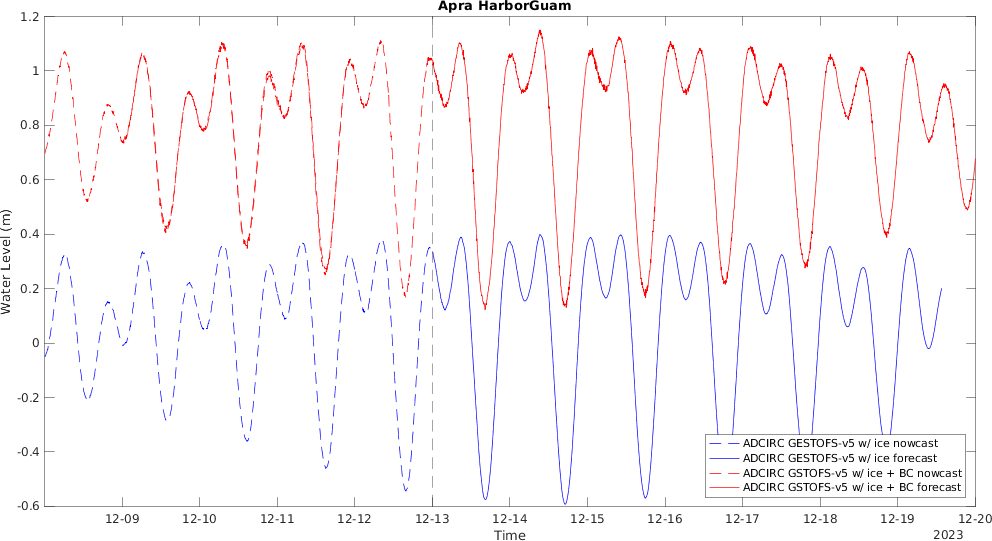 Apra HarborGuam
1.2
1
0.8
0.6
0.4
0.2
0
-0.2
-0.4
-0.6
Water Level (m)
ADCIRC GESTOFS-v5 w/ ice nowcast
ADCIRC GESTOFS-v5 w/ ice forecast
ADCIRC GSTOFS-v5 w/ ice + BC nowcast
ADCIRC GSTOFS-v5 w/ ice + BC forecast
12-09 12-10 12-11 12-12 12-13 12-14 12-15 12-16 12-17 12-18 12-19 12-20
Time
2023